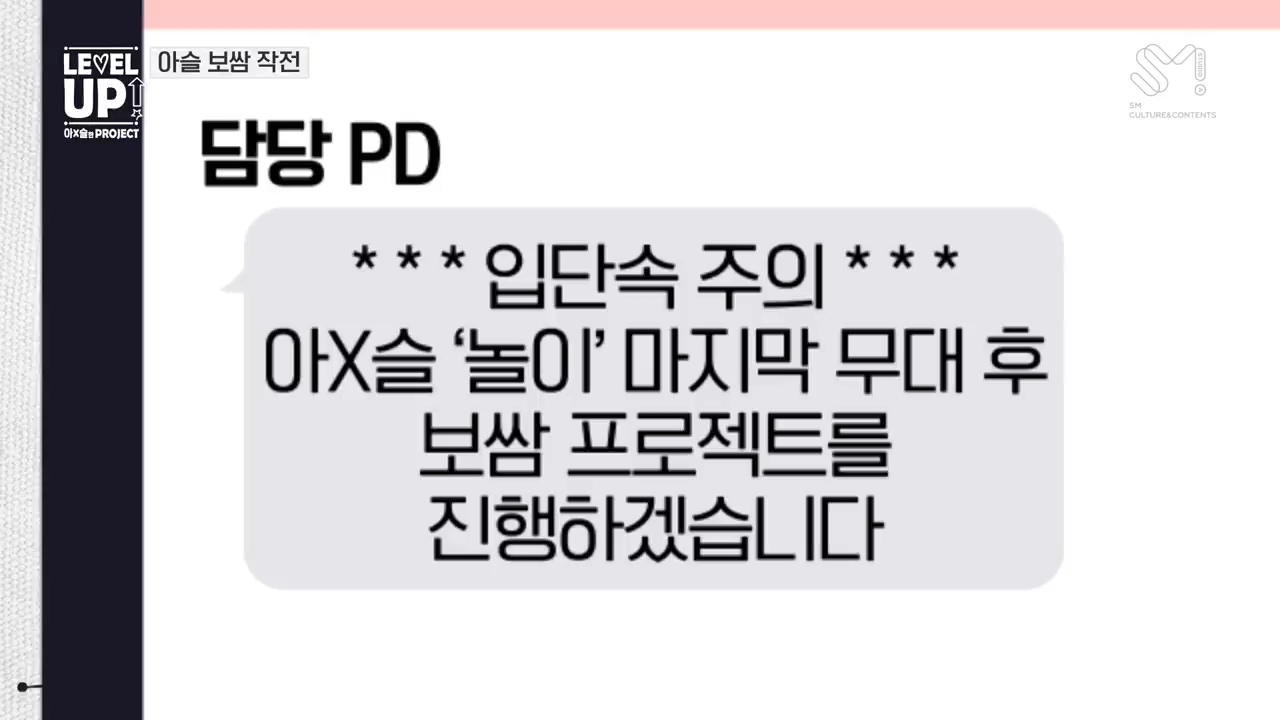 LEVEL
UP!
아X슬한 PROJECT
아슬 보쌈 작전
STUDIO
SM
CULTURE&CONTENTS
담당 PD
* * * 입단속 주의 * * *
아X슬 ‘놀이’ 마지막 무대 후
보쌈 프로젝트를
진행하겠습니다